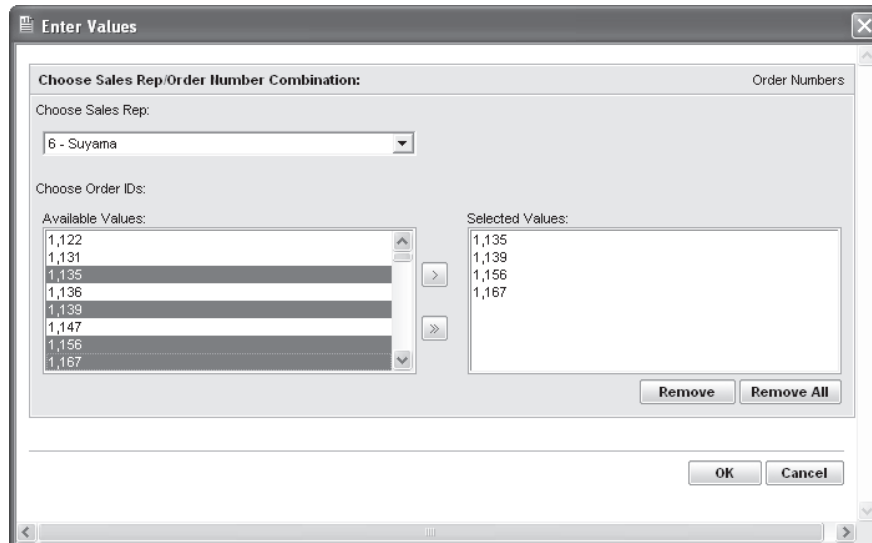 Enter Values
Choose Sales Rep/Order Number Combination:
Order Numbers
Choose Sales Rep:
6 - Suyama
Choose Order IDs:
Available Values:
1,122
1,131
1,135
1,136
1,139
1,147
1,156
1,167
>
>>
Selected Values:
1,135
1,139
1,156
1,167
Remove
Remove All
OK
Cancel